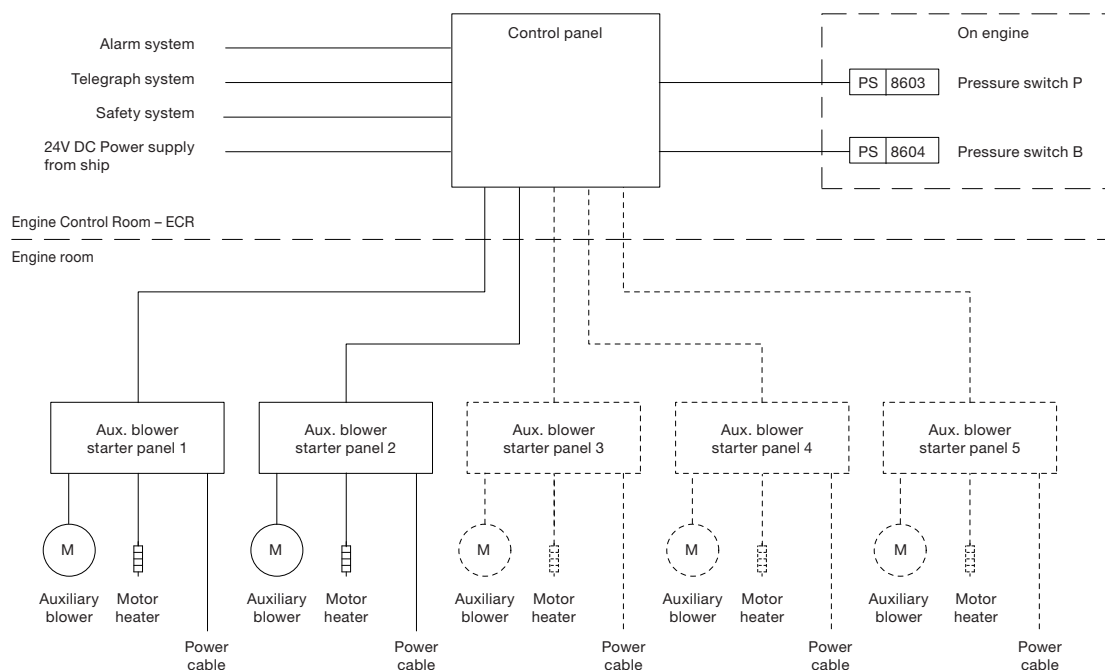 Control panel
On engine
Alarm system
Telegraph system
Safety system
24V DC Power supply
from ship
PS 8603 Pressure switch P
PS 8604 Pressure switch B
Engine Control Room – ECR
Engine room
Aux. blower
starter panel 1
Aux. blower
starter panel 2
Aux. blower
starter panel 3
Aux. blower
starter panel 4
Aux. blower
starter panel 5
M
M
M
M
M
Auxiliary
blower
Motor
heater
Auxiliary
blower
Motor
heater
Auxiliary
blower
Motor
heater
Auxiliary
blower
Motor
heater
Auxiliary
blower
Motor
heater
Power
cable
Power
cable
Power
cable
Power
cable
Power
cable